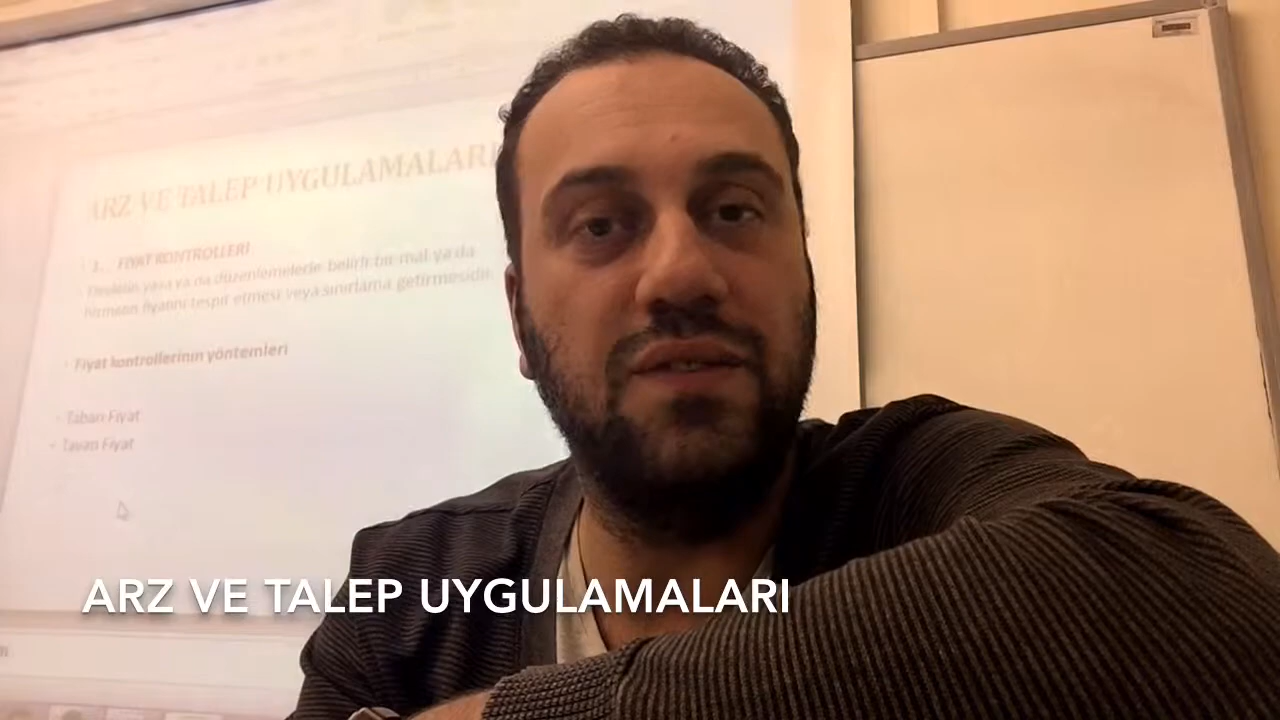 ARZ VE TALEP UYGULAMALARI
1. FİYAT KONTROLLERİ
Devletin yasa ya da düzenlemelerle belirli bir mal ya da
hizmetin fiyatını tespit etmesi veya sınırlama getirmesidir.
Fiyat kontrollerinin yöntemleri
Taban Fiyat
Tavan Fiyat
ARZ VE TALEP UYGULAMALARI